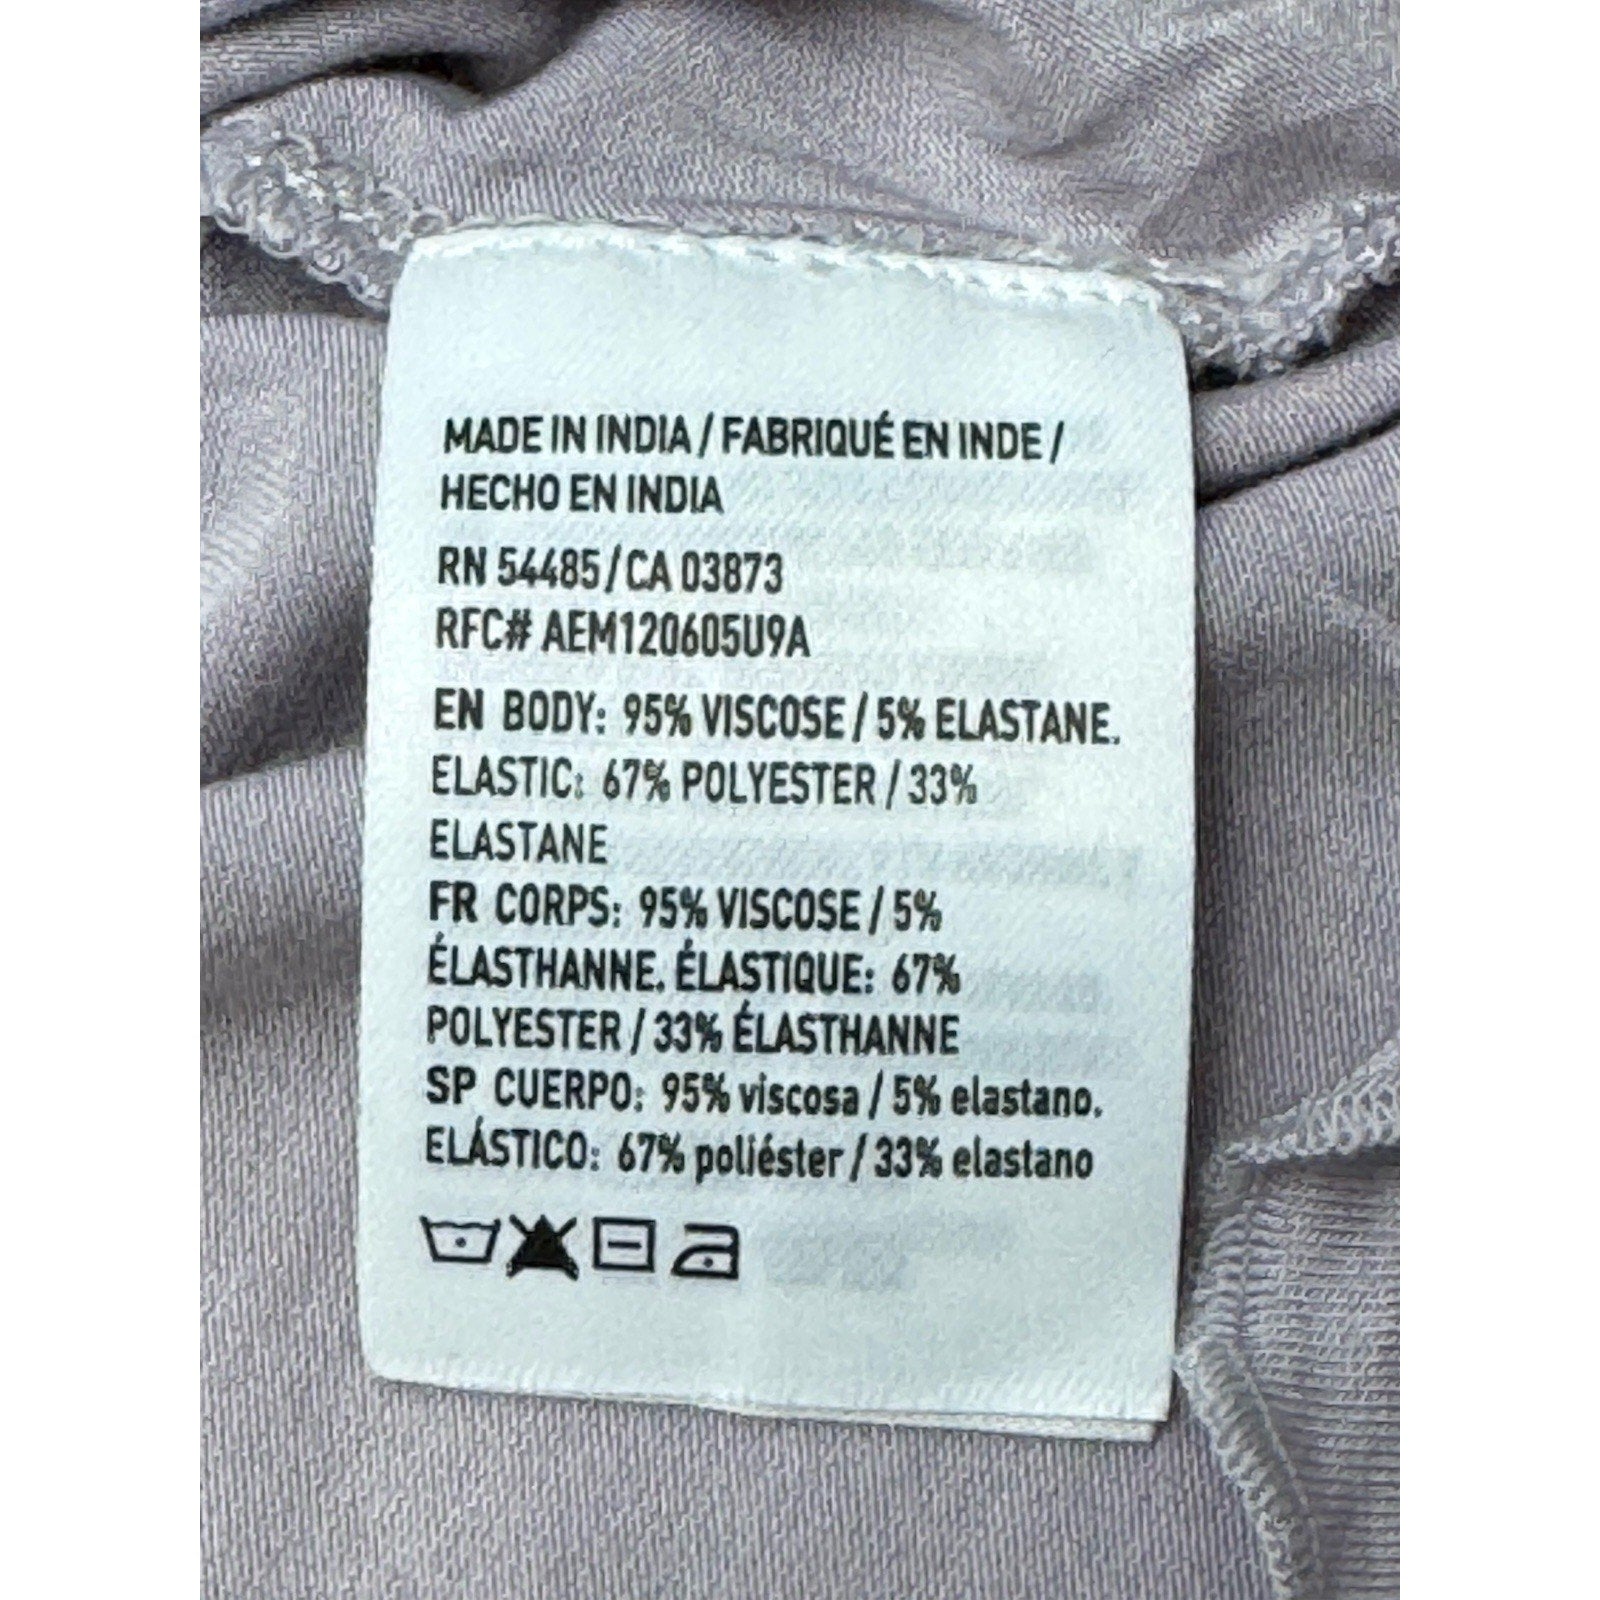 MADE IN INDIA / FABRIQUÉ EN INDE /
HECHO EN INDIA
RN 54485 / CA 03873
RFC# AEM120605U9A
EN BODY: 95% VISCOSE / 5% ELASTANE.
ELASTIC: 67% POLYESTER / 33%
ELASTANE
FR CORPS: 95% VISCOSE / 5%
ÉLASTHANNE. ÉLASTIQUE: 67%
POLYESTER / 33% ÉLASTHANNE
SP CUERPO: 95% viscosa / 5% elastano.
ELÁSTICO: 67% poliéster / 33% elastano